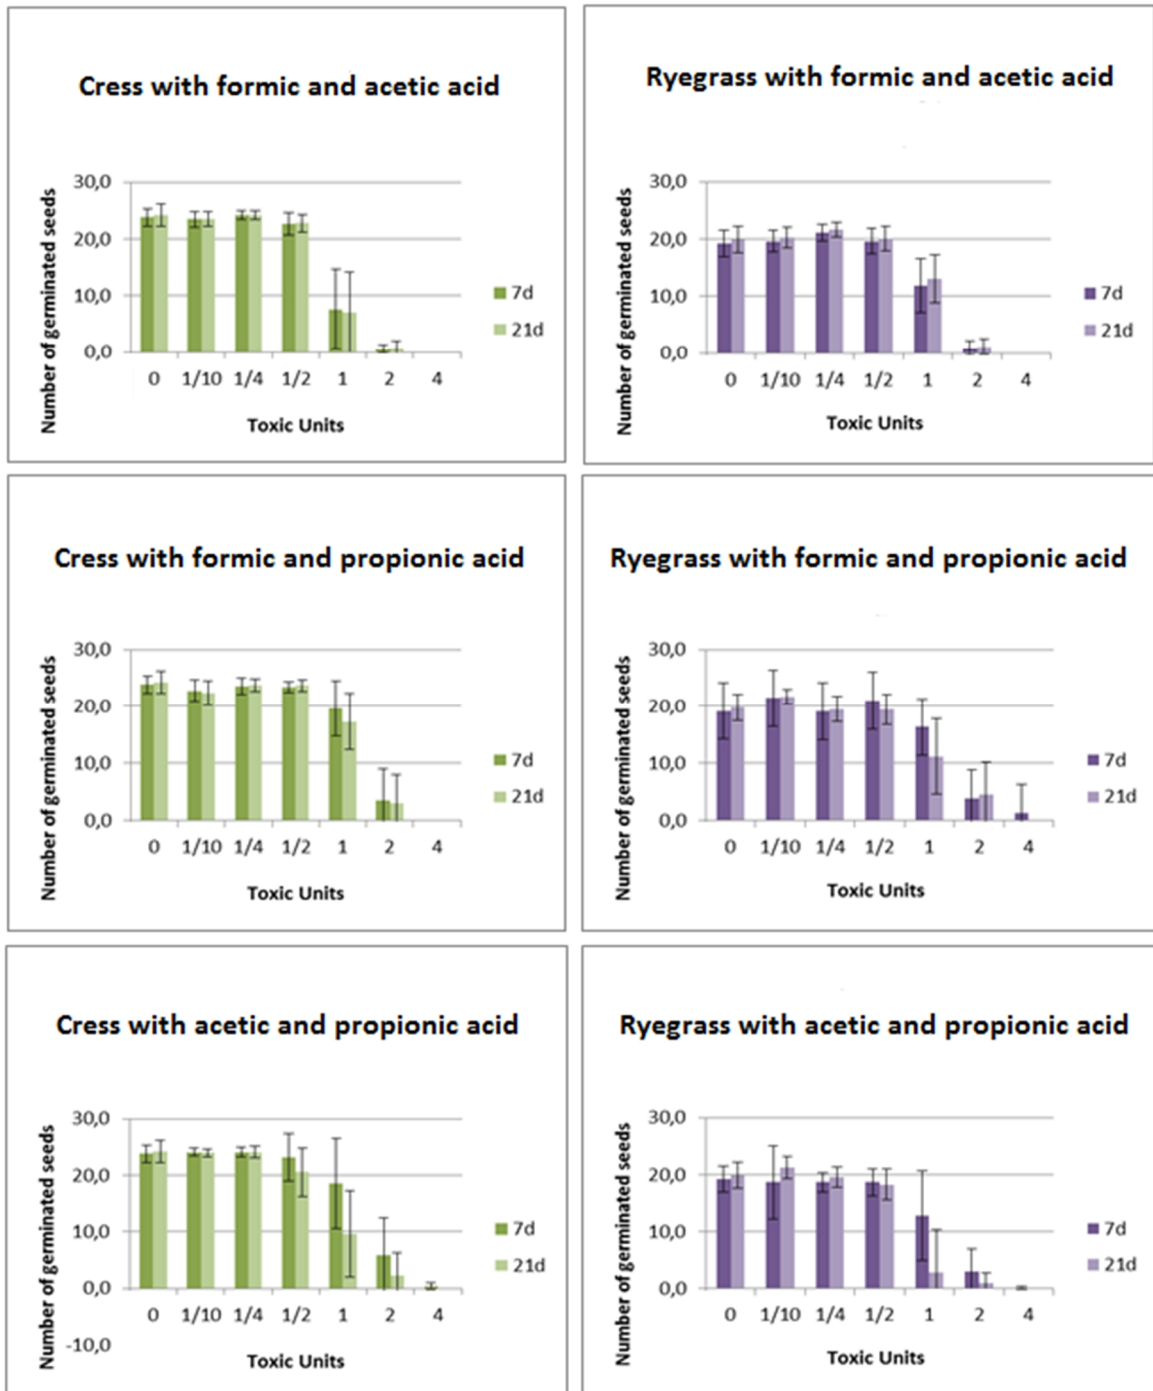 Cress with formic and acetic acid
Number of germinated seeds
30,0
20,0
10,0
0,0
0 1/10 1/4 1/2 1 2 4
Toxic Units
7d
21d
Ryegrass with formic and acetic acid
Number of germinated seeds
30,0
20,0
10,0
0,0
0 1/10 1/4 1/2 1 2 4
Toxic Units
7d
21d
Cress with formic and propionic acid
Number of germinated seeds
30,0
20,0
10,0
0,0
0 1/10 1/4 1/2 1 2 4
Toxic Units
7d
21d
Ryegrass with formic and propionic acid
Number of germinated seeds
30,0
20,0
10,0
0,0
0 1/10 1/4 1/2 1 2 4
Toxic Units
7d
21d
Cress with acetic and propionic acid
Number of germinated seeds
30,0
20,0
10,0
0,0
-10,0
0 1/10 1/4 1/2 1 2 4
Toxic Units
7d
21d
Ryegrass with acetic and propionic acid
Number of germinated seeds
30,0
20,0
10,0
0,0
0 1/10 1/4 1/2 1 2 4
Toxic Units
7d
21d